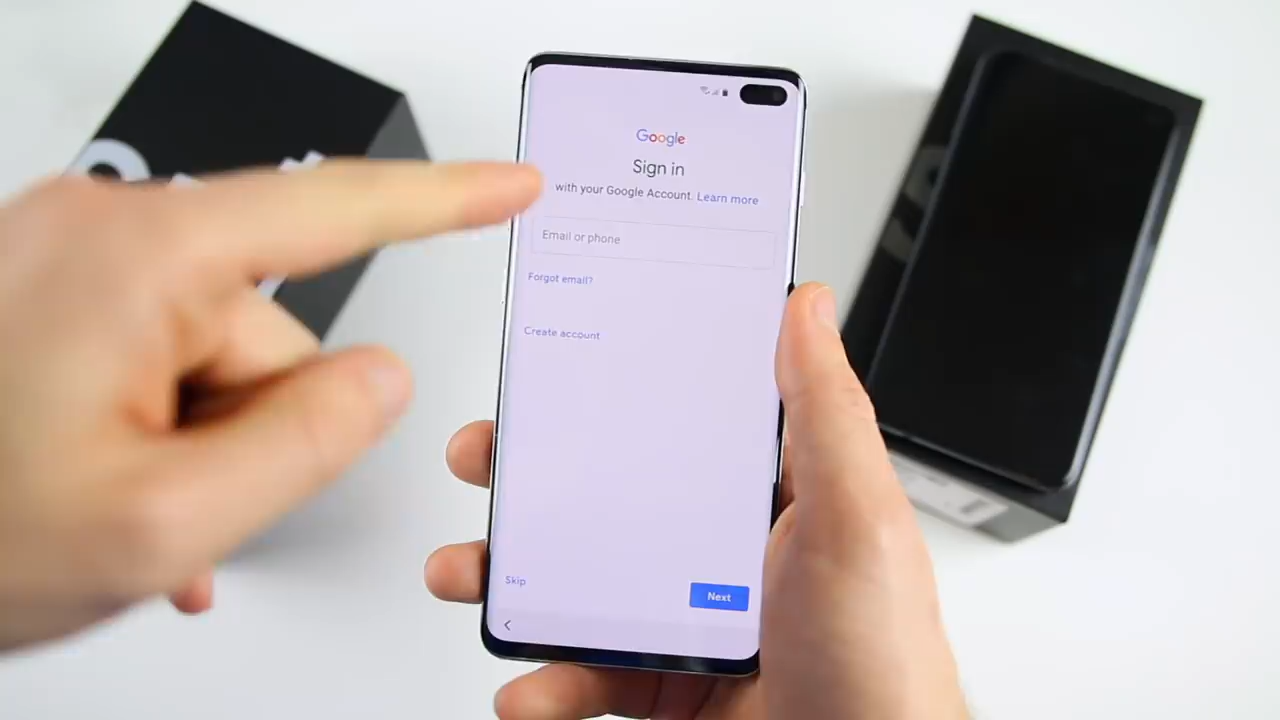 Google
Sign in
with your Google Account. Learn more
Email or phone
Forgot email?
Create account
Skip
Next